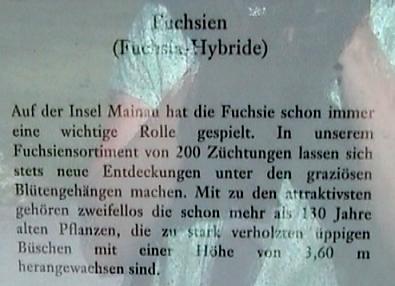 Fuchsien
(Fuchsia-Hybride)
Auf der Insel Mainau hat die Fuchsie schon immer
eine wichtige Rolle gespielt. In unserem
Fuchsiensortiment von 200 Züchtungen lassen sich
stets neue Entdeckungen unter den graziösen
Blütengehängen machen. Mit zu den attraktivsten
gehören zweifellos die schon mehr als 130 Jahre
alten Pflanzen, die zu stark verholzten üppigen
Büschen mit einer Höhe von 3,60 m
herangewachsen sind.